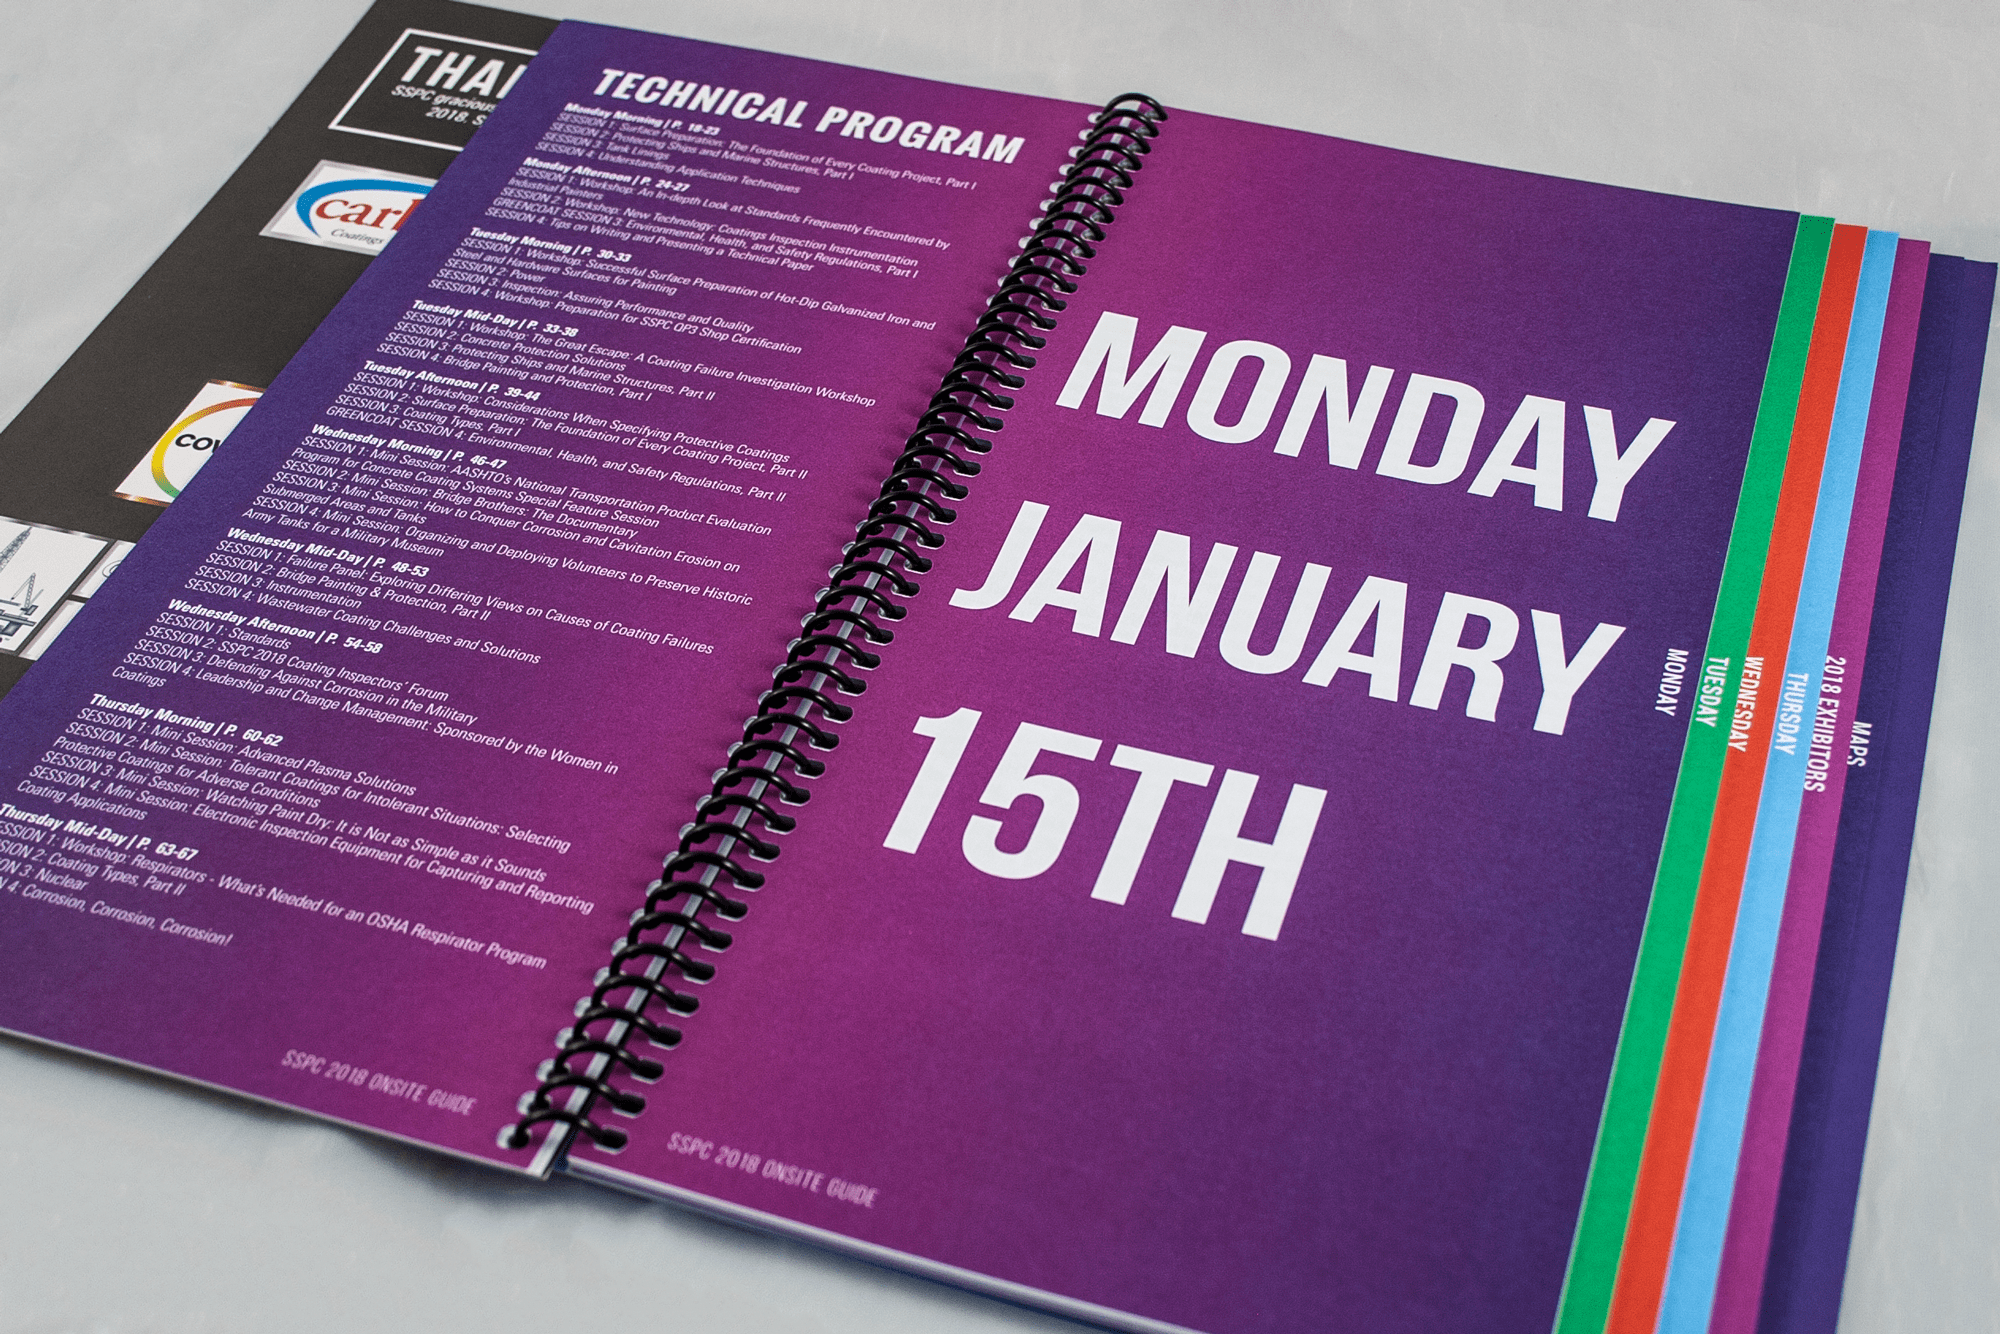 THA
SSPC gracious
2018. S
carb
Coatings
COV
TECHNICAL PROGRAM
Monday Morning | P. 18-23
SESSION 1: Surface Preparation: The Foundation of Every Coating Project, Part I
SESSION 2: Protecting Ships and Marine Structures, Part I
SESSION 3: Tank Linings
SESSION 4: Understanding Application Techniques
Monday Afternoon | P. 24-27
SESSION 1: Workshop: An In-depth Look at Standards Frequently Encountered by
Industrial Painters
SESSION 2: Workshop: New Technology: Coatings Inspection Instrumentation
GREENCOAT SESSION 3: Environmental, Health, and Safety Regulations, Part I
SESSION 4: Tips on Writing and Presenting a Technical Paper
Tuesday Morning | P. 30-33
SESSION 1: Workshop: Successful Surface Preparation of Hot-Dip Galvanized Iron and
Steel and Hardware Surfaces for Painting
SESSION 2: Power
SESSION 3: Inspection: Assuring Performance and Quality
SESSION 4: Workshop: Preparation for SSPC QP3 Shop Certification
Tuesday Mid-Day | P. 33-38
SESSION 1: Workshop: The Great Escape: A Coating Failure Investigation Workshop
SESSION 2: Concrete Protection Solutions
SESSION 3: Protecting Ships and Marine Structures, Part II
SESSION 4: Bridge Painting and Protection, Part I
Tuesday Afternoon | P. 39-44
SESSION 1: Workshop: Considerations When Specifying Protective Coatings
SESSION 2: Surface Preparation: The Foundation of Every Coating Project, Part II
SESSION 3: Coating Types, Part I
GREENCOAT SESSION 4: Environmental, Health, and Safety Regulations, Part II
Wednesday Morning | P. 46-47
SESSION 1: Mini Session: AASHTO's National Transportation Product Evaluation
Program for Concrete Coating Systems Special Feature Session
SESSION 2: Mini Session: Bridge Brothers: The Documentary
SESSION 3: Mini Session: How to Conquer Corrosion and Cavitation Erosion on
Submerged Areas and Tanks
SESSION 4: Mini Session: Organizing and Deploying Volunteers to Preserve Historic
Army Tanks for a Military Museum
Wednesday Mid-Day | P. 48-53
SESSION 1: Failure Panel: Exploring Differing Views on Causes of Coating Failures
SESSION 2: Bridge Painting & Protection, Part II
SESSION 3: Instrumentation
SESSION 4: Wastewater Coating Challenges and Solutions
Wednesday Afternoon | P. 54-58
SESSION 1: Standards
SESSION 2: SSPC 2018 Coating Inspectors' Forum
SESSION 3: Defending Against Corrosion in the Military
SESSION 4: Leadership and Change Management: Sponsored by the Women in
Coatings
Thursday Morning | P. 60-62
SESSION 1: Mini Session: Advanced Plasma Solutions
SESSION 2: Mini Session: Tolerant Coatings for Intolerant Situations: Selecting
Protective Coatings for Adverse Conditions
SESSION 3: Mini Session: Watching Paint Dry: It is Not as Simple as it Sounds
SESSION 4: Mini Session: Electronic Inspection Equipment for Capturing and Reporting
Coating Applications
Thursday Mid-Day | P. 63-67
ESSION 1: Workshop: Respirators - What's Needed for an OSHA Respirator Program
SION 2: Coating Types, Part II
ON 3: Nuclear
4: Corrosion, Corrosion, Corrosion!
SSPC 2018 ONSITE GUIDE
MONDAY
JANUARY
15TH
SSPC 2018 ONSITE GUIDE
MONDAY
TUESDAY
WEDNESDAY
THURSDAY
2018 EXHIBITORS
MAPS